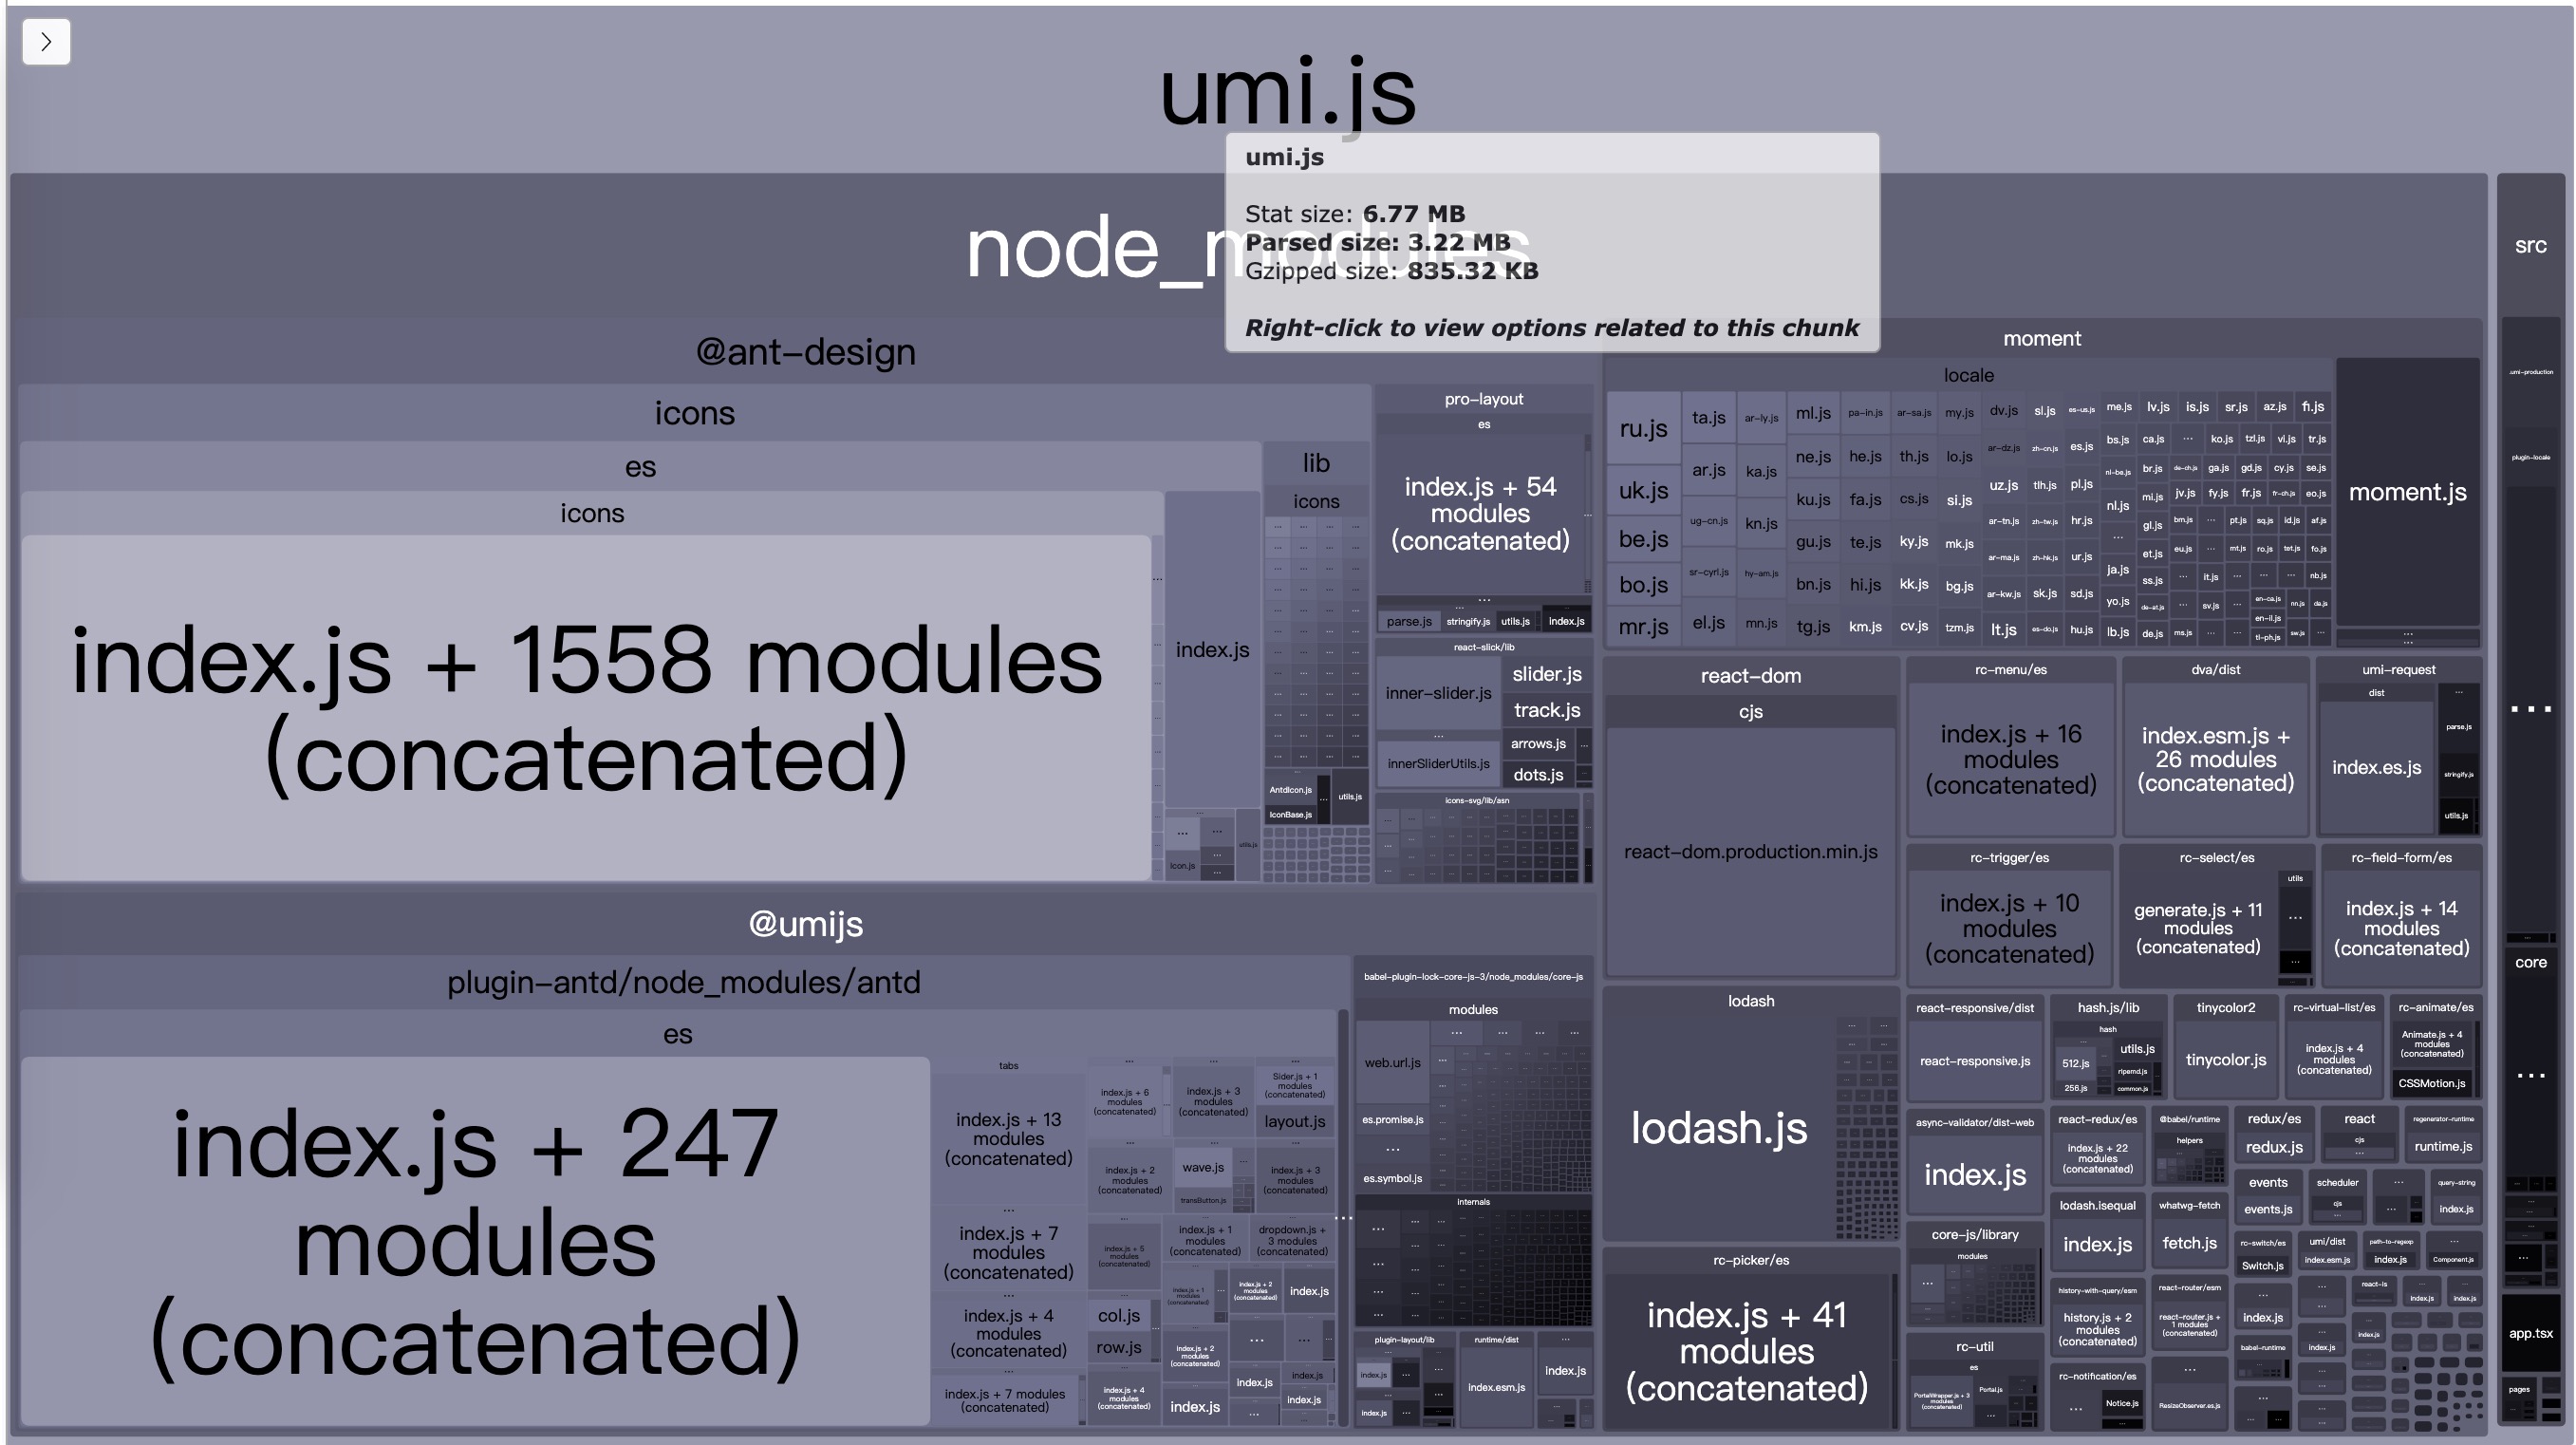 umi.js
umi.js
Stat size: 6.77 MB
Parsed size: 3.22 MB
Gzipped size: 835.32 KB
Right-click to view options related to this chunk
node_modules
src
.umi-production
plugin-locale
...
core
...
app.tsx
pages
@ant-design
icons
es
icons
index.js + 1558 modules
(concatenated)
index.js
Icon.js
utils.js
lib
icons
AntdIcon.js
IconBase.js
utils.js
pro-layout
es
index.js + 54
modules
(concatenated)
parse.js
stringify.js
utils.js
index.js
react-slick/lib
inner-slider.js
innerSliderUtils.js
slider.js
track.js
arrows.js
dots.js
icons-svg/lib/asn
@umijs
plugin-antd/node_modules/antd
es
index.js + 247
modules
(concatenated)
tabs
index.js + 13
modules
(concatenated)
index.js + 7
modules
(concatenated)
index.js + 4
modules
(concatenated)
index.js + 7 modules
(concatenated)
index.js + 6
modules
(concatenated)
index.js + 3
modules
(concatenated)
Sider.js + 1
modules
(concatenated)
layout.js
index.js + 2
modules
(concatenated)
wave.js
transButton.js
index.js + 3
modules
(concatenated)
index.js + 5
modules
(concatenated)
index.js + 1
modules
(concatenated)
dropdown.js +
3 modules
(concatenated)
index.js + 1
modules
(concatenated)
index.js + 2
modules
(concatenated)
index.js
col.js
row.js
index.js + 2
modules
(concatenated)
index.js + 4
modules
(concatenated)
index.js
index.js
index.js
index.js
babel-plugin-lock-core-js-3/node_modules/core-js
modules
web.url.js
es.promise.js
...
es.symbol.js
internals
plugin-layout/lib
index.js
index.js
runtime/dist
index.esm.js
index.js
moment
locale
ru.js
uk.js
be.js
bo.js
mr.js
ta.js
ar.js
ug-cn.js
sr-cyrl.js
el.js
ar-ly.js
ka.js
kn.js
hy-am.js
mn.js
ml.js
ne.js
ku.js
gu.js
bn.js
tg.js
pa-in.js
he.js
fa.js
te.js
hi.js
km.js
ar-sa.js
th.js
cs.js
ky.js
kk.js
cv.js
my.js
lo.js
si.js
mk.js
bg.js
tzm.js
dv.js
ar-dz.js
uz.js
ar-tn.js
ar-ma.js
ar-kw.js
lt.js
sl.js
zh-cn.js
tlh.js
zh-tw.js
zh-hk.js
sk.js
es-do.js
es-us.js
es.js
pl.js
hr.js
ur.js
sd.js
hu.js
me.js
bs.js
nl-be.js
nl.js
...
ja.js
yo.js
lb.js
lv.js
is.js
sr.js
az.js
fi.js
ca.js
...
ko.js
tzl.js
vi.js
tr.js
br.js
de-ch.js
ga.js
gd.js
cy.js
se.js
mi.js
jv.js
fy.js
fr.js
fr-ch.js
eo.js
gl.js
bm.js
...
pt.js
sq.js
id.js
af.js
et.js
eu.js
...
mt.js
ro.js
tet.js
fo.js
ss.js
...
it.js
nb.js
de-at.js
...
sv.js
...
en-ca.js
nn.js
da.js
en-il.js
de.js
ms.js
tl-ph.js
sw.js
moment.js
react-dom
cjs
react-dom.production.min.js
lodash
lodash.js
rc-picker/es
index.js + 41
modules
(concatenated)
rc-menu/es
index.js + 16
modules
(concatenated)
dva/dist
index.esm.js +
26 modules
(concatenated)
umi-request
dist
index.es.js
parse.js
stringify.js
utils.js
rc-trigger/es
index.js + 10
modules
(concatenated)
rc-select/es
generate.js + 11
modules
(concatenated)
utils
rc-field-form/es
index.js + 14
modules
(concatenated)
react-responsive/dist
react-responsive.js
hash.js/lib
hash
512.js
256.js
utils.js
ripemd.js
common.js
tinycolor2
tinycolor.js
rc-virtual-list/es
index.js + 4
modules
(concatenated)
rc-animate/es
Animate.js + 4
modules
(concatenated)
CSSMotion.js
async-validator/dist-web
index.js
react-redux/es
index.js + 22
modules
(concatenated)
@babel/runtime
helpers
redux/es
redux.js
react
cjs
regenerator-runtime
runtime.js
lodash.isequal
index.js
whatwg-fetch
fetch.js
events
events.js
scheduler
cjs
query-string
index.js
core-js/library
modules
rc-switch/es
Switch.js
umi/dist
index.esm.js
path-to-regexp
index.js
Component.js
history-with-query/esm
history.js + 2
modules
(concatenated)
react-router/esm
react-router.js +
1 modules
(concatenated)
index.js
react-is
index.js
index.js
rc-util
es
PortalWrapper.js + 3
modules
(concatenated)
Portal.js
rc-notification/es
Notice.js
ResizeObserver.es.js
babel-runtime
index.js
index.js